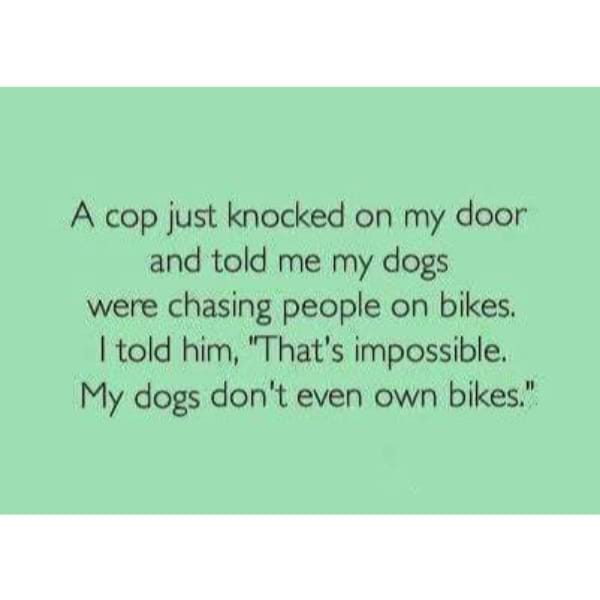 A cop just knocked on my door
and told me my dogs
were chasing people on bikes.
I told him, "That's impossible.
My dogs don't even own bikes."